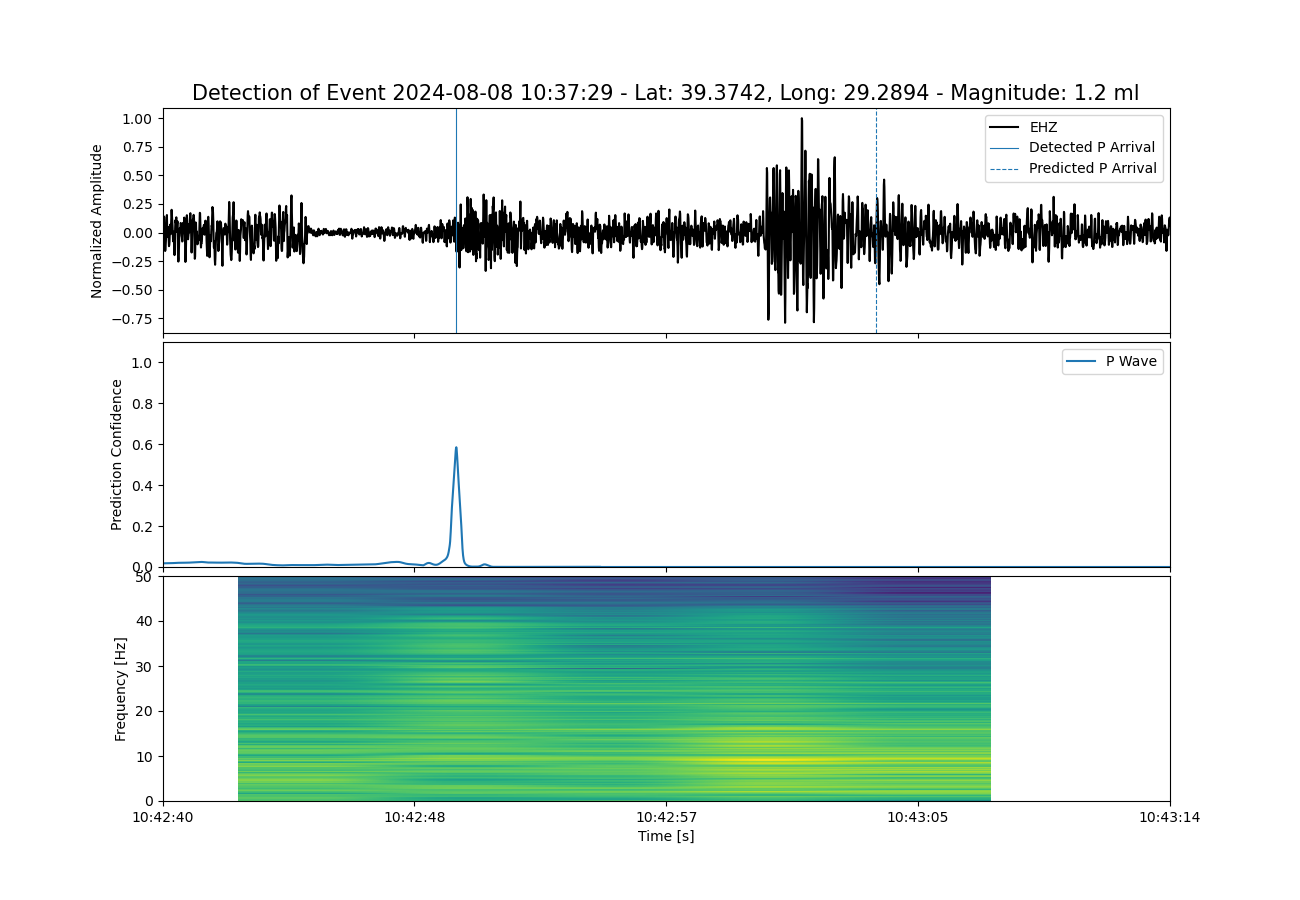 Detection of Event 2024-08-08 10:37:29 - Lat: 39.3742, Long: 29.2894 - Magnitude: 1.2 ml
Normalized Amplitude
1.00
0.75
0.50
0.25
0.00
−0.25
−0.50
−0.75
EHZ
Detected P Arrival
Predicted P Arrival
Prediction Confidence
1.0
0.8
0.6
0.4
0.2
0.0
P Wave
Frequency [Hz]
50
40
30
20
10
0
10:42:40
10:42:48
10:42:57
10:43:05
10:43:14
Time [s]